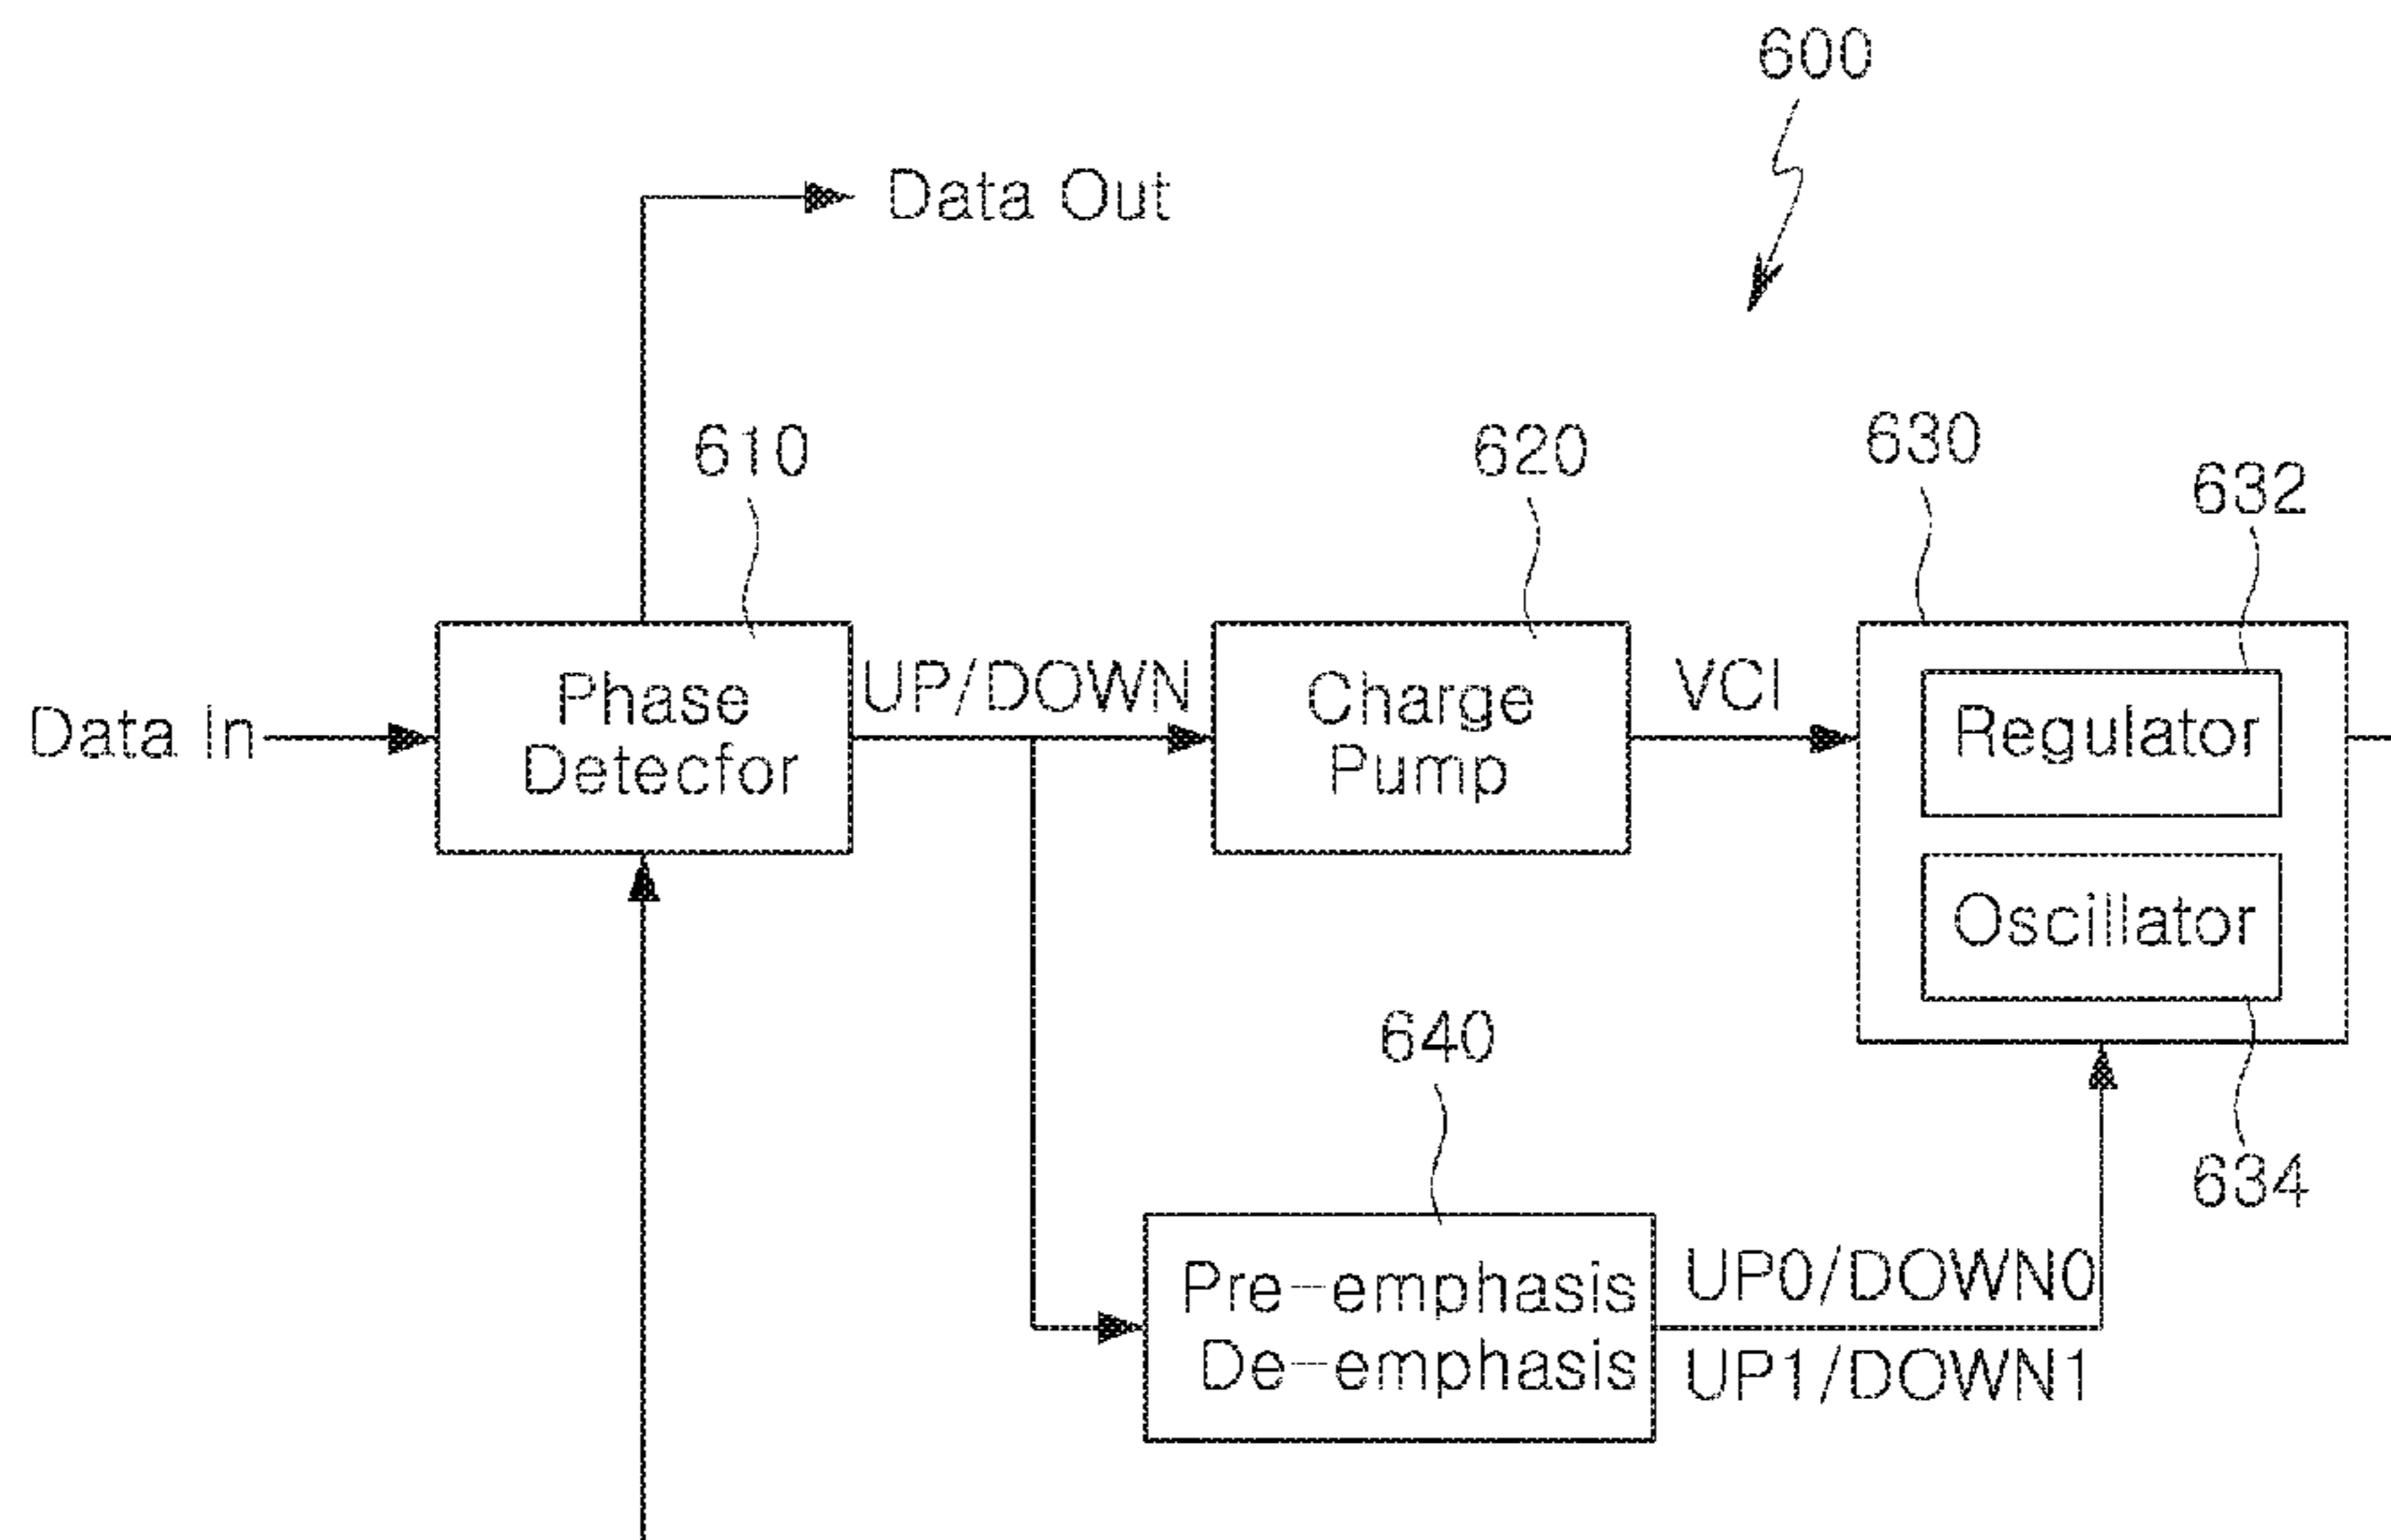 600
Data Out
610
620
630
632
Phase
Detecfor
UP/DOWN
Charge
Pump
VCI
Regulator
Data In
Oscillator
640
634
Pre-emphasis
De-emphasis
UP0/DOWN0
UP1/DOWN1